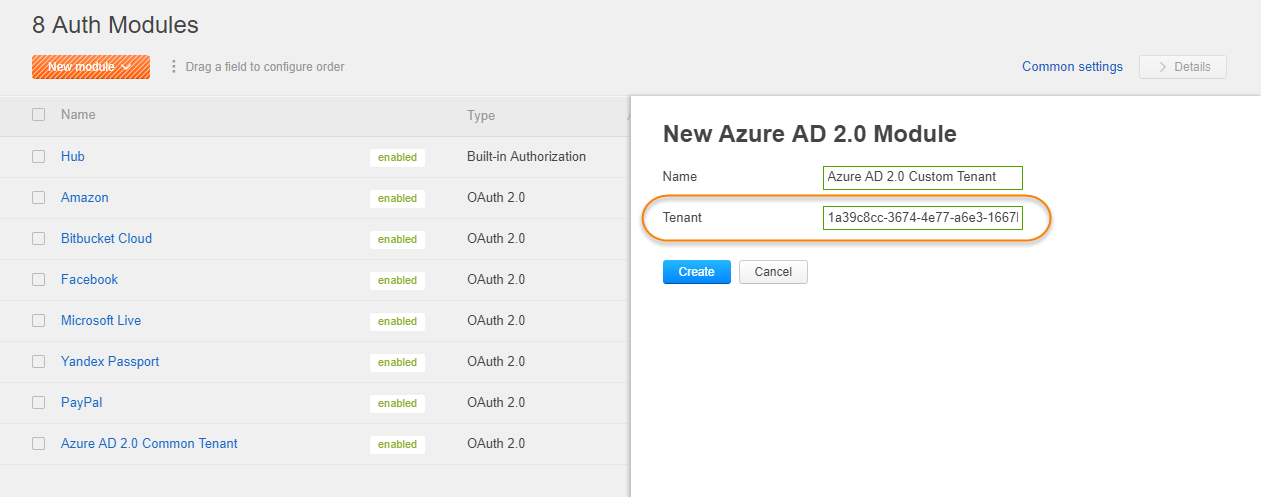 8 Auth Modules
New module
Drag a field to configure order
Common settings
Details
Name Type
Hub enabled Built-in Authorization
Amazon enabled OAuth 2.0
Bitbucket Cloud enabled OAuth 2.0
Facebook enabled OAuth 2.0
Microsoft Live enabled OAuth 2.0
Yandex Passport enabled OAuth 2.0
PayPal enabled OAuth 2.0
Azure AD 2.0 Common Tenant enabled OAuth 2.0
New Azure AD 2.0 Module
Name Azure AD 2.0 Custom Tenant
Tenant 1a39c8cc-3674-4e77-a6e3-1667
Create Cancel